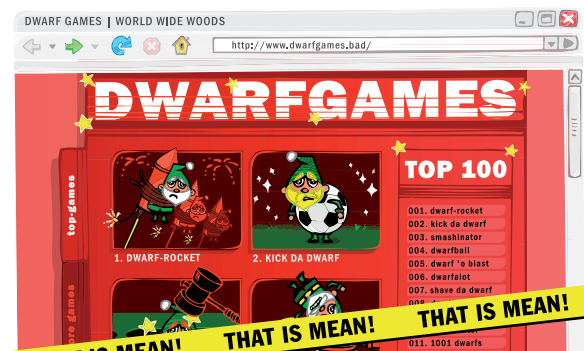 DWARF GAMES | WORLD WIDE WOODS
http://www.dwarfgames.bad/
DWARFGAMES
top-games
1. DWARF-ROCKET
2. KICK DA DWARF
TOP 100
001. dwarf-rocket
002. kick da dwarf
003. smashinator
004. dwarfball
005. dwarf 'o blast
006. dwarfalot
007. shave da dwarf
011. 1001 dwarfs
games
MEAN!
THAT IS MEAN!
THAT IS MEAN!